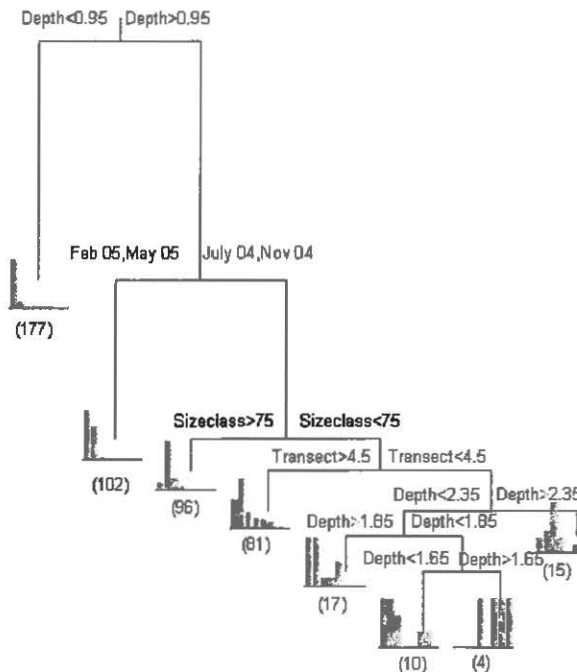 Depth<0.95 Depth>0.95
Feb 05,May 05 July 04,Nov 04
(177)
Sizeclass>75 Sizeclass<75
(102)
(96)
Transect>4.5 Transect<4.5
(81)
Depth<2.35 Depth>2.35
Depth>1.85 Depth<1.85
(17)
(15)
Depth<1.65 Depth>1.65
(10)
(4)